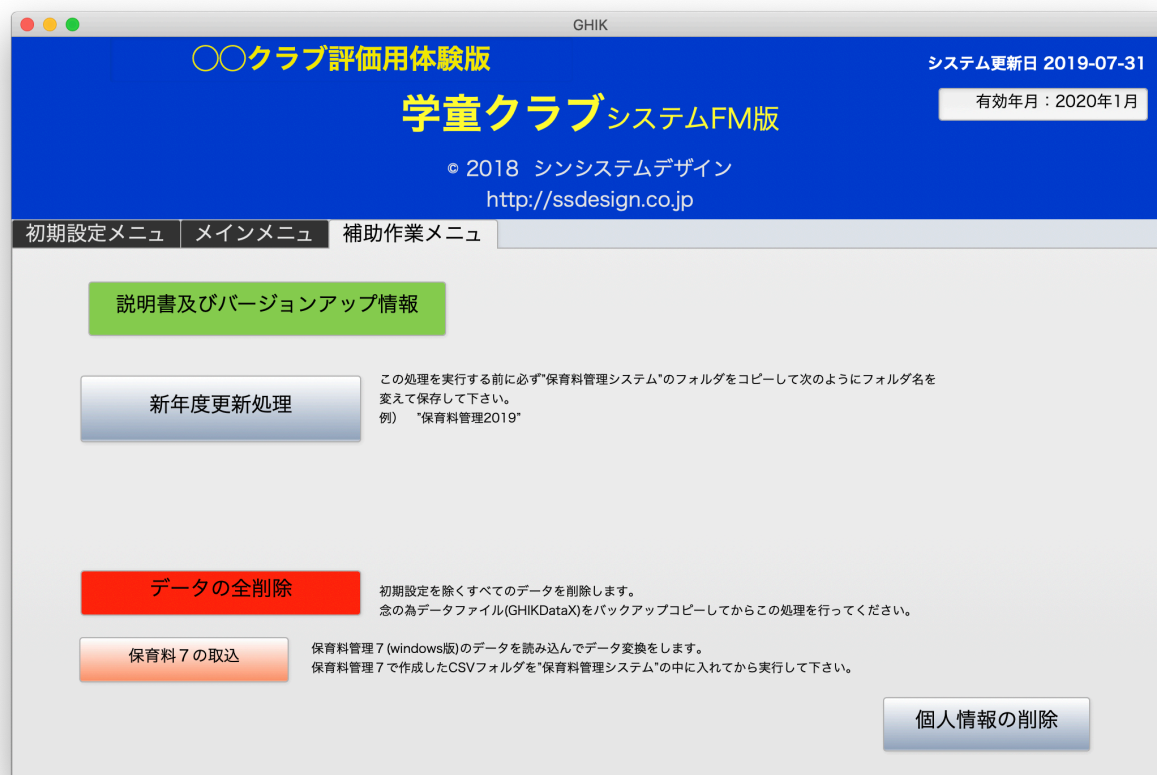 GHIK
〇〇クラブ評価用体験版
システム更新日 2019-07-31
学童クラブシステムFM版
有効年月：2020年1月
© 2018 シンシステムデザイン
http://ssdesign.co.jp
初期設定メニュー メインメニュー 補助作業メニュー
説明書及びバージョンアップ情報
この処理を実行する前に必ず"保育料管理システム"のフォルダをコピーして次のようにフォルダ名を
変えて保存して下さい。
例） "保育料管理2019"
新年度更新処理
データの全削除
初期設定を除くすべてのデータを削除します。
念の為データファイル(GHIKDataX)をバックアップコピーしてからこの処理を行ってください。
保育料７の取込
保育料管理７(windows版)のデータを読み込んでデータ変換をします。
保育料管理７で作成したCSVフォルダを"保育料管理システム"の中に入れてから実行して下さい。
個人情報の削除